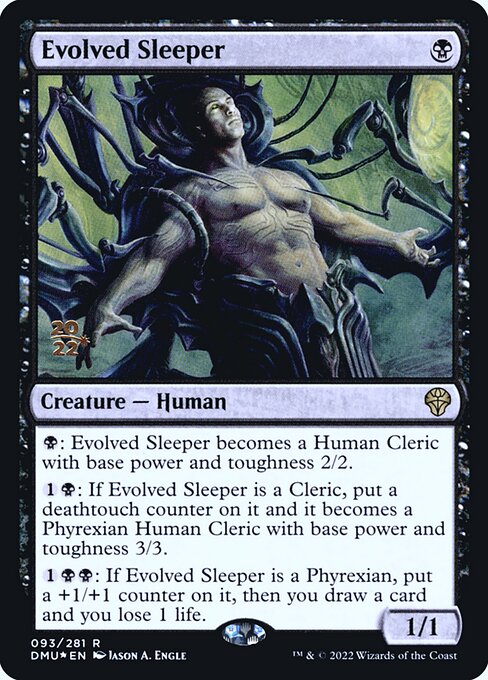 Evolved Sleeper
20
22
Creature — Human
: Evolved Sleeper becomes a Human Cleric
with base power and toughness 2/2.
1 : If Evolved Sleeper is a Cleric, put a
deathtouch counter on it and it becomes a
Phyrexian Human Cleric with base power and
toughness 3/3.
1 : If Evolved Sleeper is a Phyrexian, put
a +1/+1 counter on it, then you draw a card
and you lose 1 life.
1/1
093/281 R
DMU★EN Jason A. Engle
™ & © 2022 Wizards of the Coast